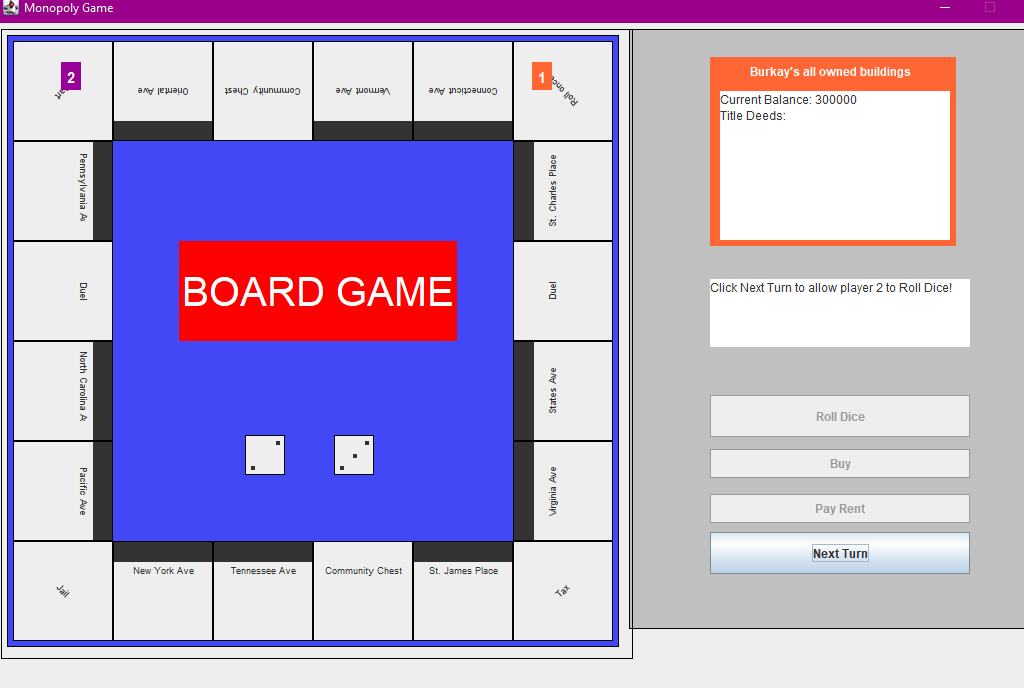 Monopoly Game
2
Oriental Ave
Community Chest
Vermont Ave
Connecticut Ave
1
Roll once
Burkay's all owned buildings
Current Balance: 300000
Title Deeds:
Pennsylvania A
St. Charles Place
Duel
BOARD GAME
Duel
Click Next Turn to allow player 2 to Roll Dice!
North Carolina A
States Ave
Roll Dice
Pacific Ave
Virginia Ave
Buy
Pay Rent
Next Turn
Jail
New York Ave
Tennessee Ave
Community Chest
St. James Place
Tax